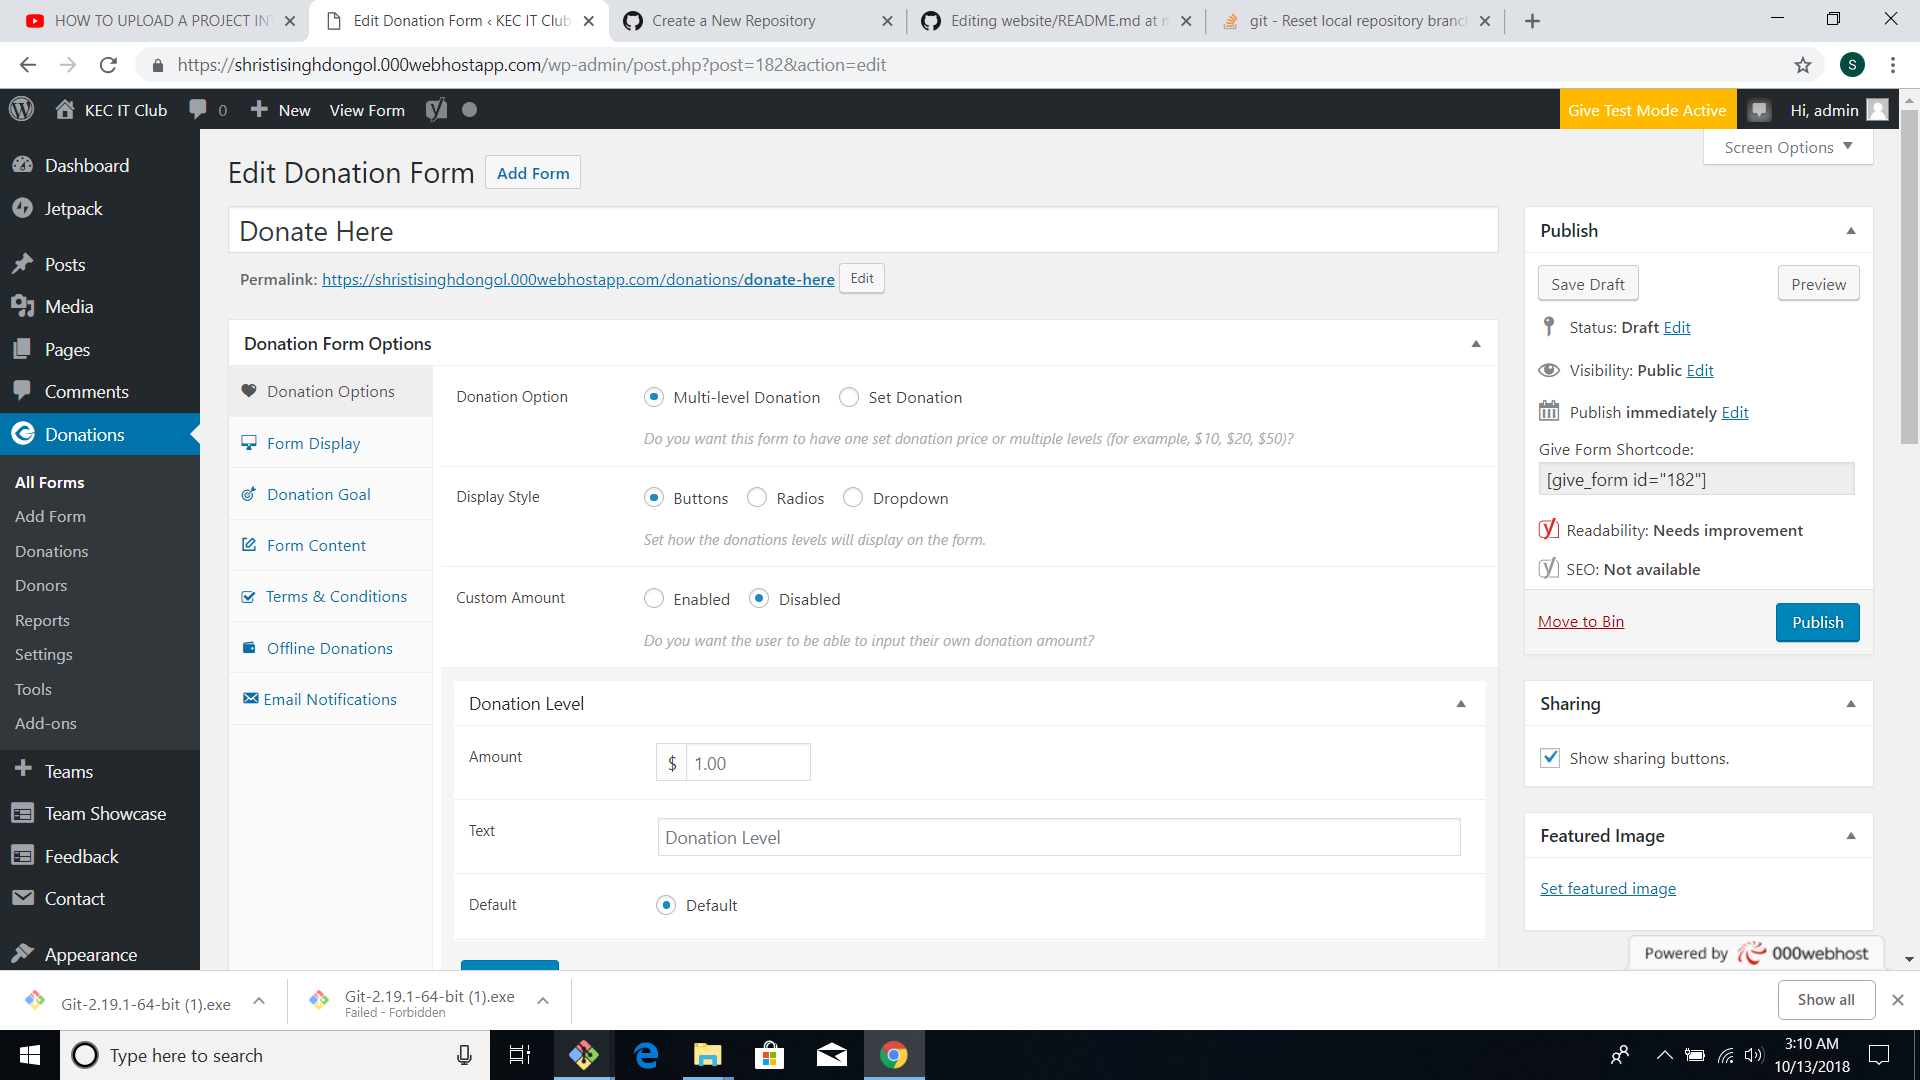 HOW TO UPLOAD A PROJECT IN
Edit Donation Form ‹ KEC IT Club
Create a New Repository
Editing website/README.md at
git - Reset local repository branc
https://shristisinghdongol.000webhostapp.com/wp-admin/post.php?post=182&action=edit
S
KEC IT Club
0
New
View Form
Give Test Mode Active
Hi, admin
Screen Options
Dashboard
Jetpack
Posts
Media
Pages
Comments
Donations
All Forms
Add Form
Donations
Donors
Reports
Settings
Tools
Add-ons
Teams
Team Showcase
Feedback
Contact
Appearance
Edit Donation Form
Add Form
Donate Here
Permalink: https://shristisinghdongol.000webhostapp.com/donations/donate-here
Edit
Donation Form Options
Donation Options
Form Display
Donation Goal
Form Content
Terms & Conditions
Offline Donations
Email Notifications
Donation Option
Multi-level Donation
Set Donation
Do you want this form to have one set donation price or multiple levels (for example, $10, $20, $50)?
Display Style
Buttons
Radios
Dropdown
Set how the donations levels will display on the form.
Custom Amount
Enabled
Disabled
Do you want the user to be able to input their own donation amount?
Donation Level
Amount
$ 1.00
Text
Donation Level
Default
Default
Publish
Save Draft
Preview
Status: Draft Edit
Visibility: Public Edit
Publish immediately Edit
Give Form Shortcode:
[give_form id="182"]
Readability: Needs improvement
SEO: Not available
Move to Bin
Publish
Sharing
Show sharing buttons.
Featured Image
Set featured image
Powered by 000webhost
Git-2.19.1-64-bit (1).exe
Git-2.19.1-64-bit (1).exe
Failed - Forbidden
Show all
Type here to search
3:10 AM
10/13/2018